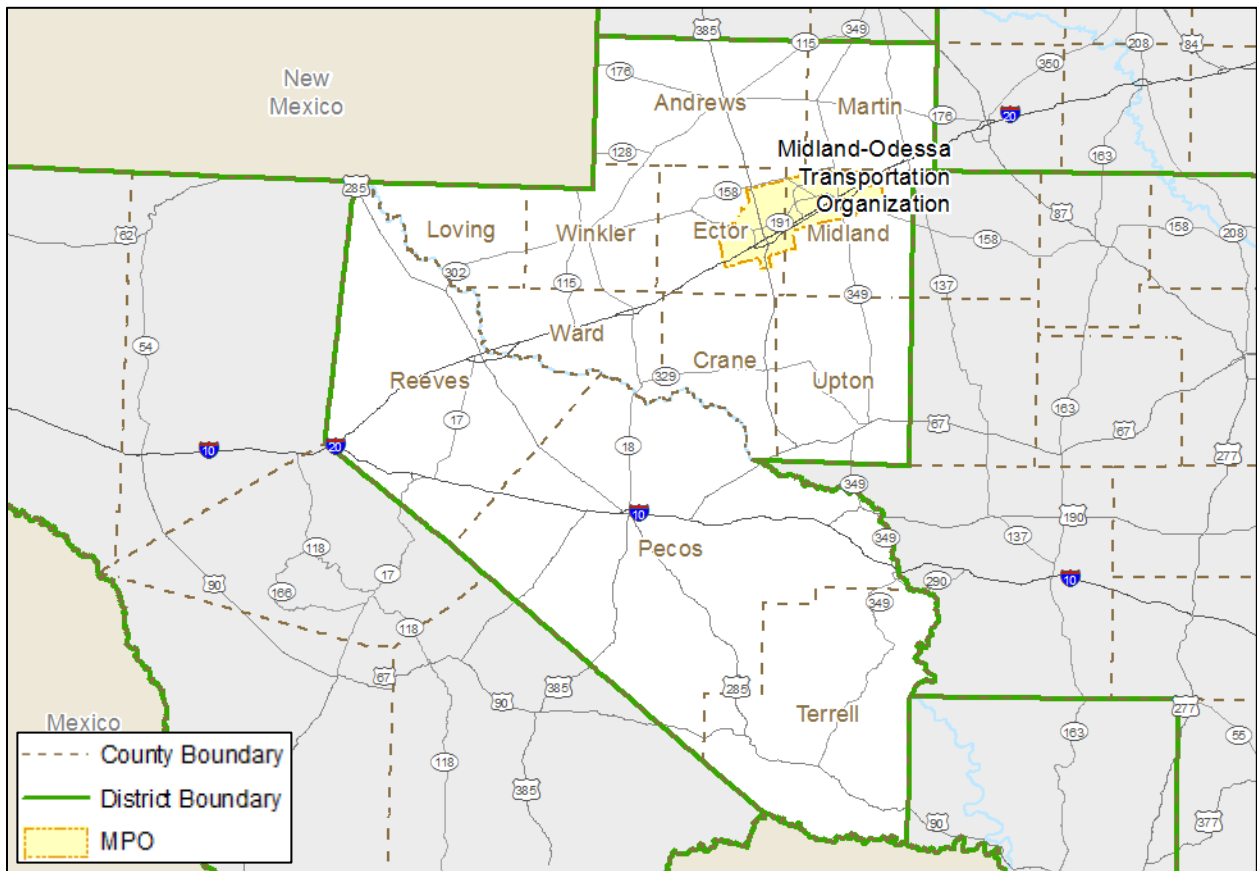 385
349
115
208
84
350
New
Mexico
176
Andrews
Martin
20
176
128
Midland-Odessa
Transportation
Organization
163
285
158
62
Loving
Winkler
Ector
191
Midland
87
158
158
208
302
115
349
137
54
Ward
Crane
Reeves
329
Upton
17
163
67
67
10
20
18
277
349
10
190
Pecos
349
137
118
17
290
10
90
166
349
118
67
385
285
90
Terrell
277
Mexico
163
55
118
385
90
377
County Boundary
District Boundary
MPO